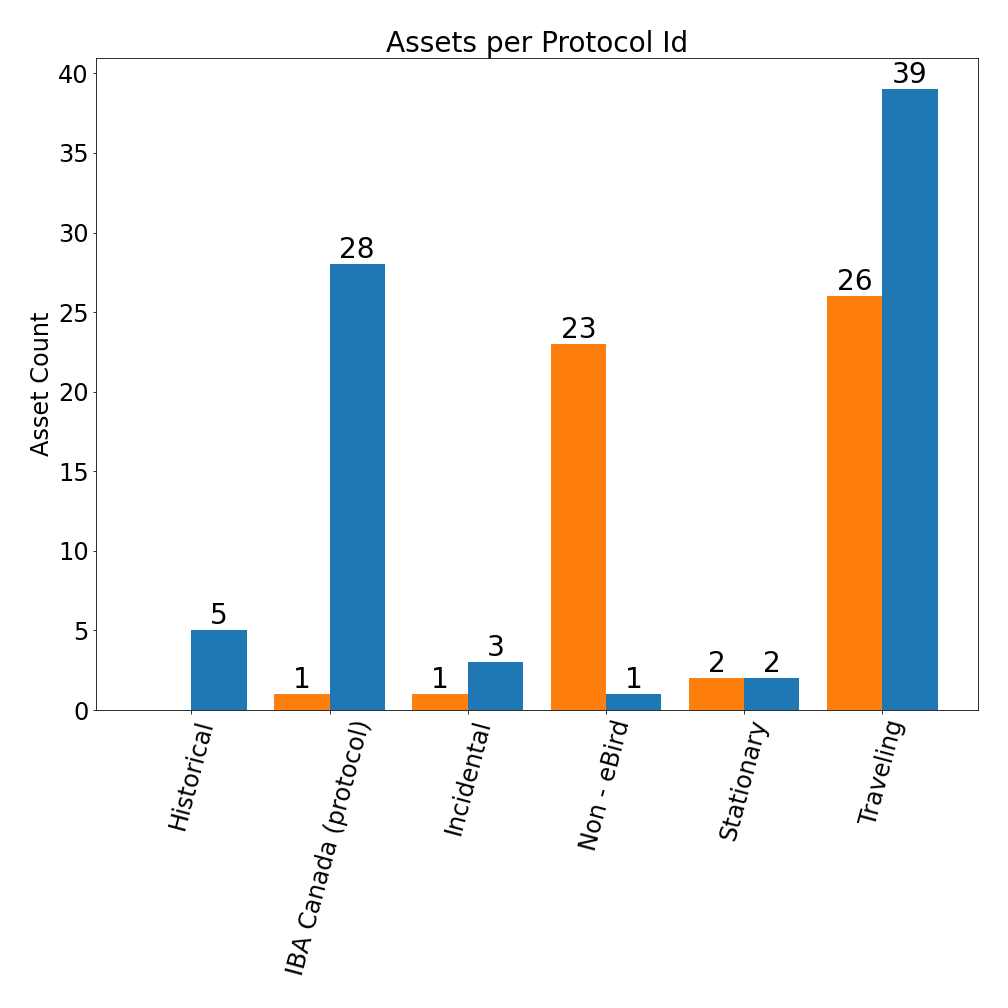 Assets per Protocol Id
Asset Count
40
35
30
25
20
15
10
5
0
5
1
28
1
3
23
1
2
2
26
39
Historical
IBA Canada (protocol)
Incidental
Non - eBird
Stationary
Traveling